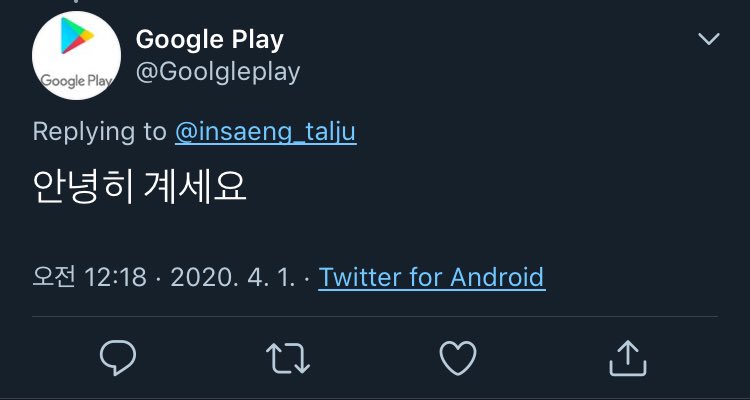 Google Play
Google Play
@Goolgleplay
Replying to @insaeng_talju
안녕히 계세요
오전 12:18 · 2020. 4. 1. · Twitter for Android